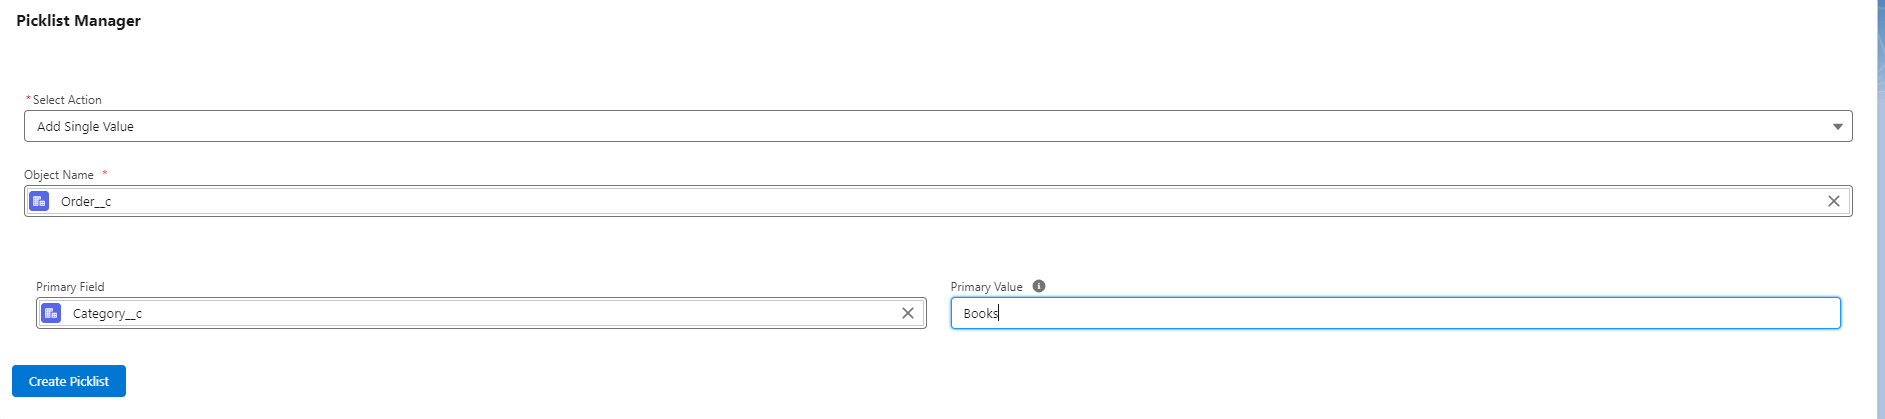 Picklist Manager
*Select Action
Add Single Value
Object Name *
Order__c
Primary Field
Primary Value
Category__c
Books
Create Picklist